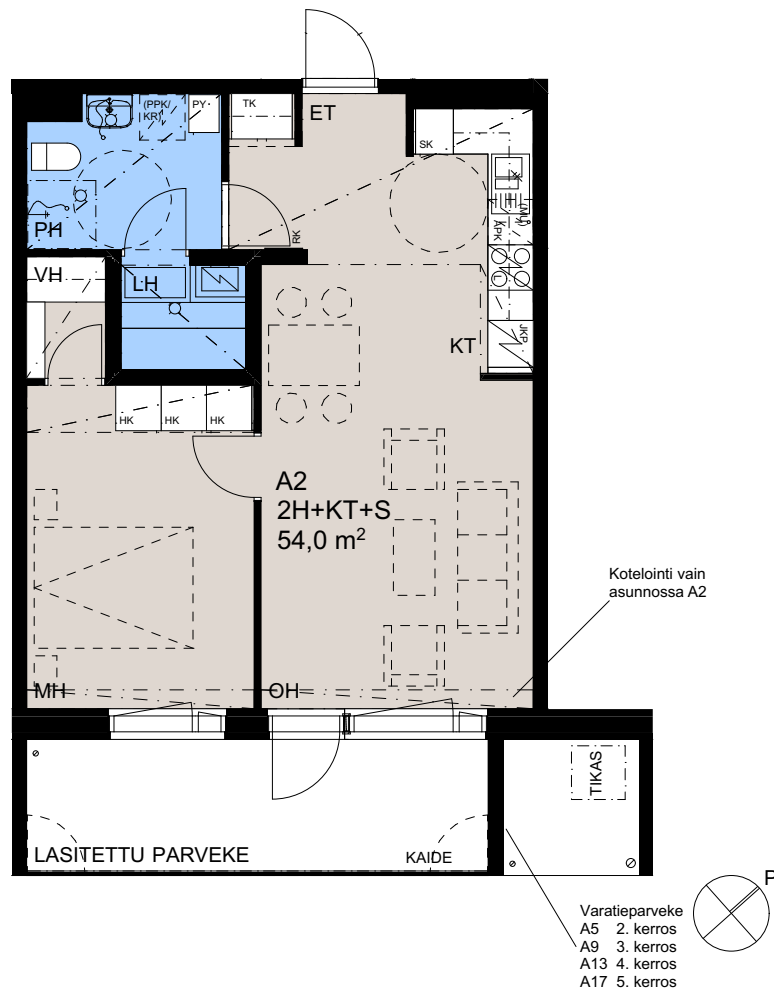 (PPK/
KR)
PY
TK
ET
SK
PH
RK
(MU)
APK
L
VH
LH
KT
JKP
HK
HK
HK
A2
2H+KT+S
54,0 m²
Kotelointi vain
asunnossa A2
MH
OH
TIKAS
LASITETTU PARVEKE
KAIDE
P
Varatieparveke
A5 2. kerros
A9 3. kerros
A13 4. kerros
A17 5. kerros